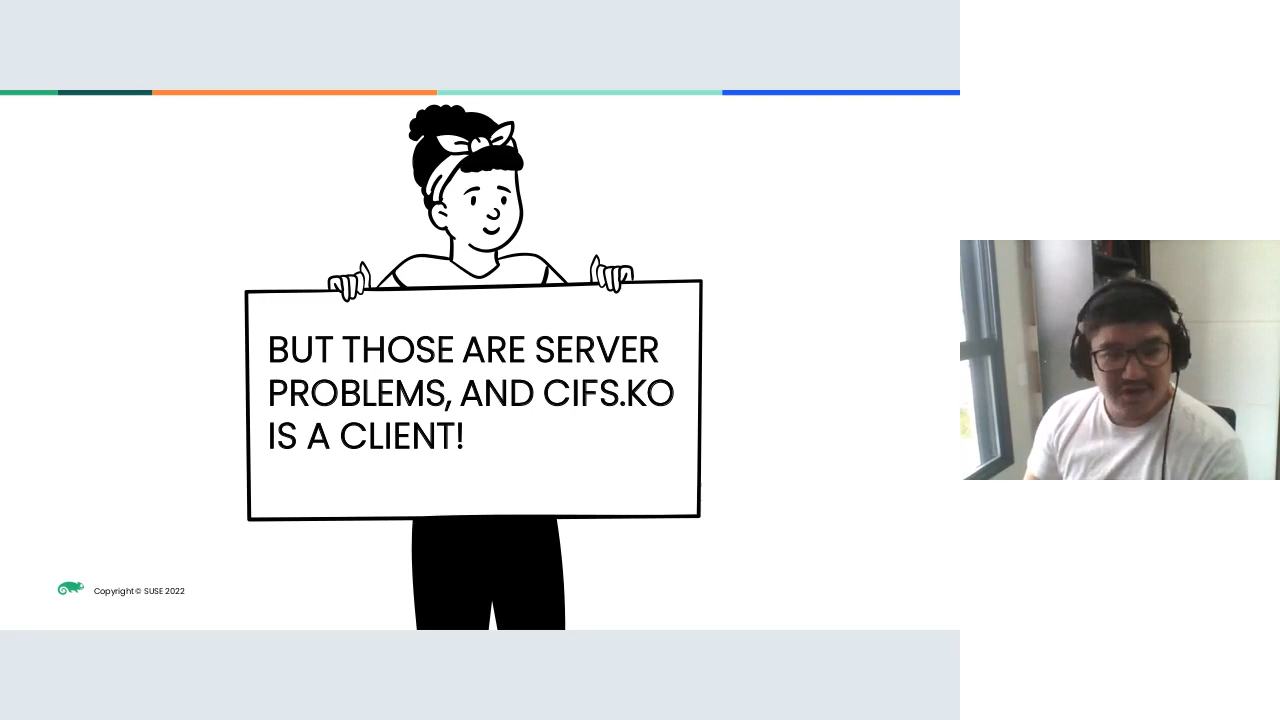 BUT THOSE ARE SERVER
PROBLEMS, AND CIFS.KO
IS A CLIENT!
Copyright © SUSE 2022